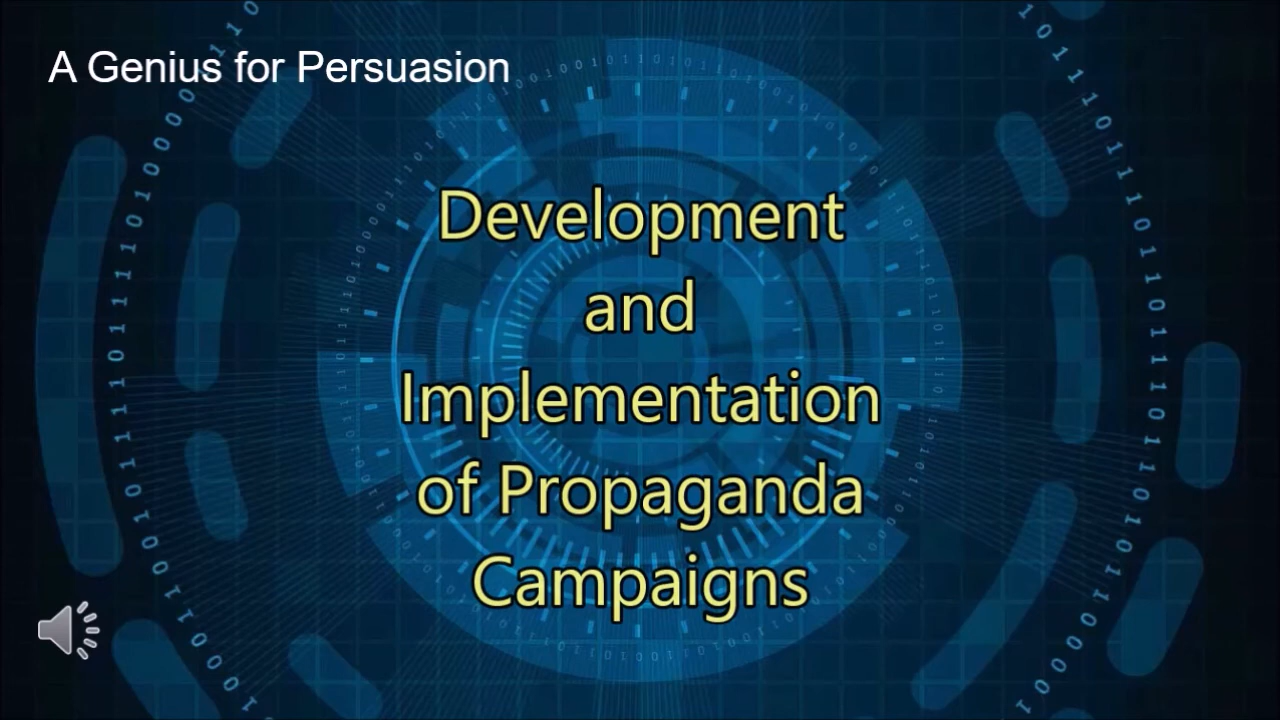 A Genius for Persuasion
Development
and
Implementation
of Propaganda
Campaigns